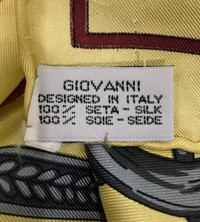 GIOVANNI
DESIGNED IN ITALY
100% SETA - SILK
100% SOIE - SEIDE